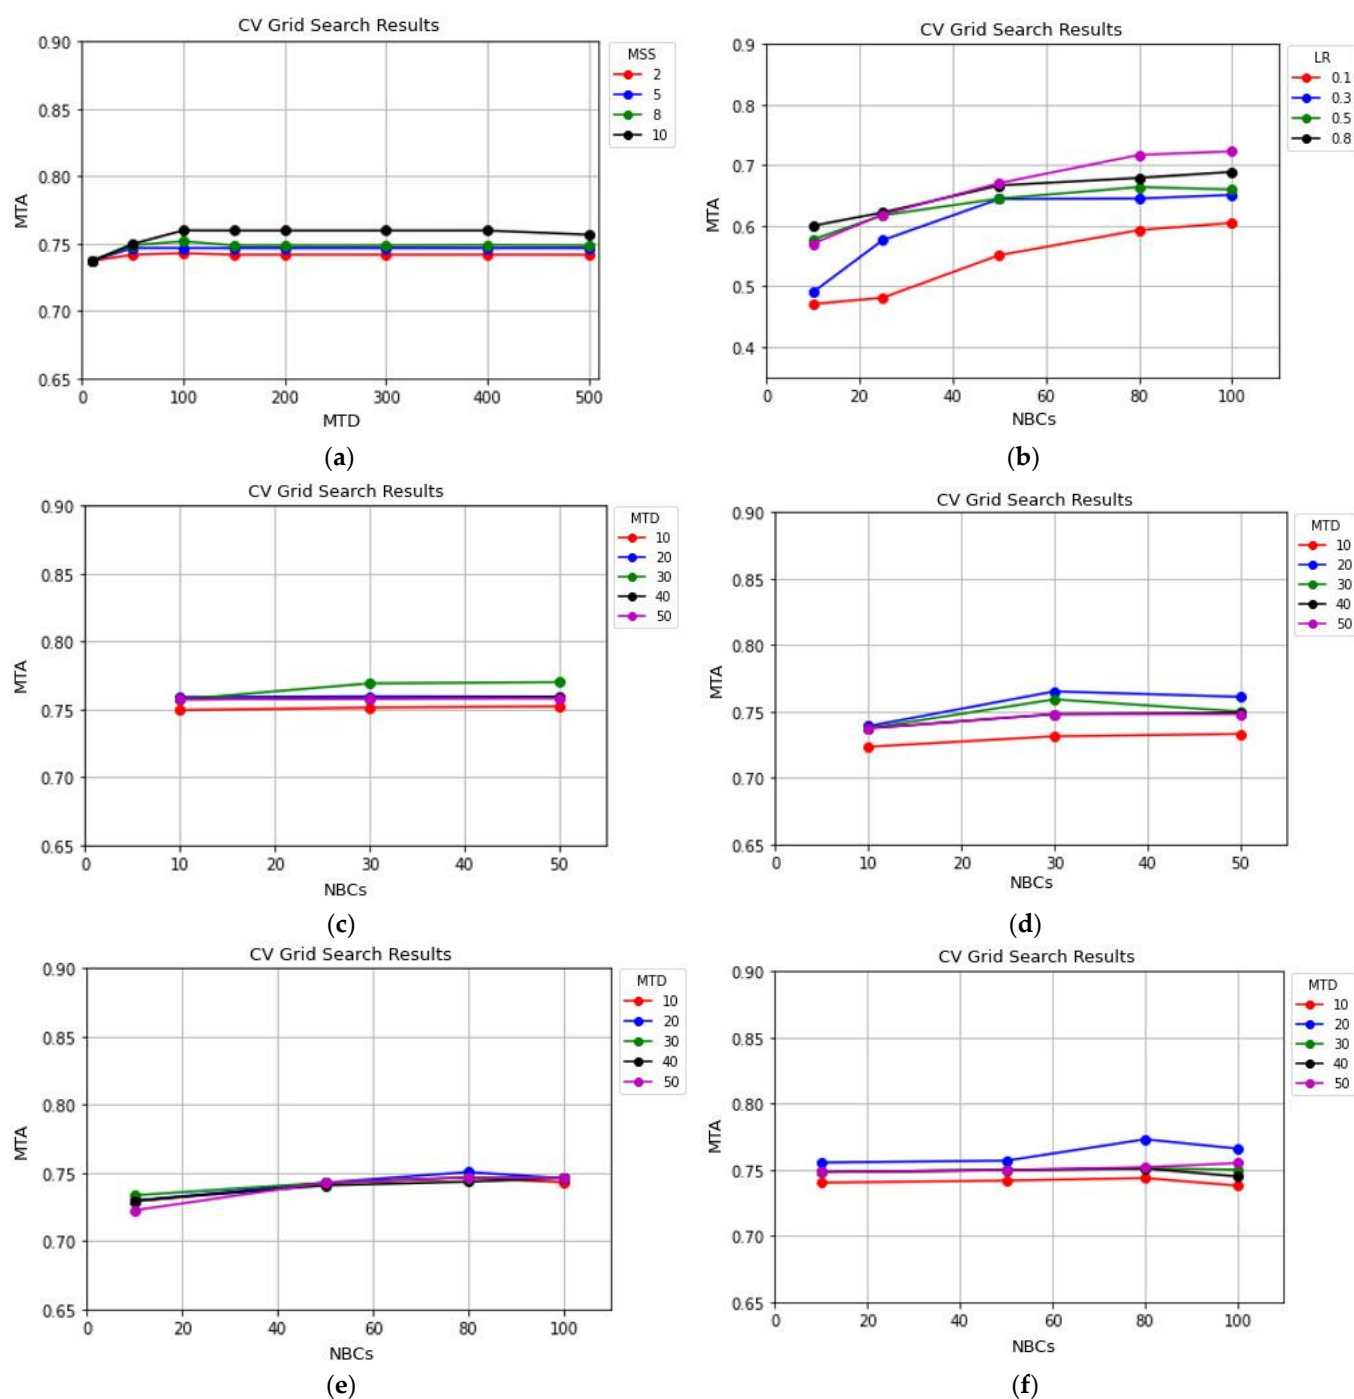 CV Grid Search Results
MSS
2
5
8
10
0.90
0.85
0.80
0.75
0.70
0.65
MTA
0 100 200 300 400 500
MTD
(a)
CV Grid Search Results
LR
0.1
0.3
0.5
0.8
0.9
0.8
0.7
0.6
0.5
0.4
MTA
0 20 40 60 80 100
NBCs
(b)
CV Grid Search Results
MTD
10
20
30
40
50
0.90
0.85
0.80
0.75
0.70
0.65
MTA
0 10 20 30 40 50
NBCs
(c)
CV Grid Search Results
MTD
10
20
30
40
50
0.90
0.85
0.80
0.75
0.70
0.65
MTA
0 10 20 30 40 50
NBCs
(d)
CV Grid Search Results
MTD
10
20
30
40
50
0.90
0.85
0.80
0.75
0.70
0.65
MTA
0 20 40 60 80 100
NBCs
(e)
CV Grid Search Results
MTD
10
20
30
40
50
0.90
0.85
0.80
0.75
0.70
0.65
MTA
0 20 40 60 80 100
NBCs
(f)